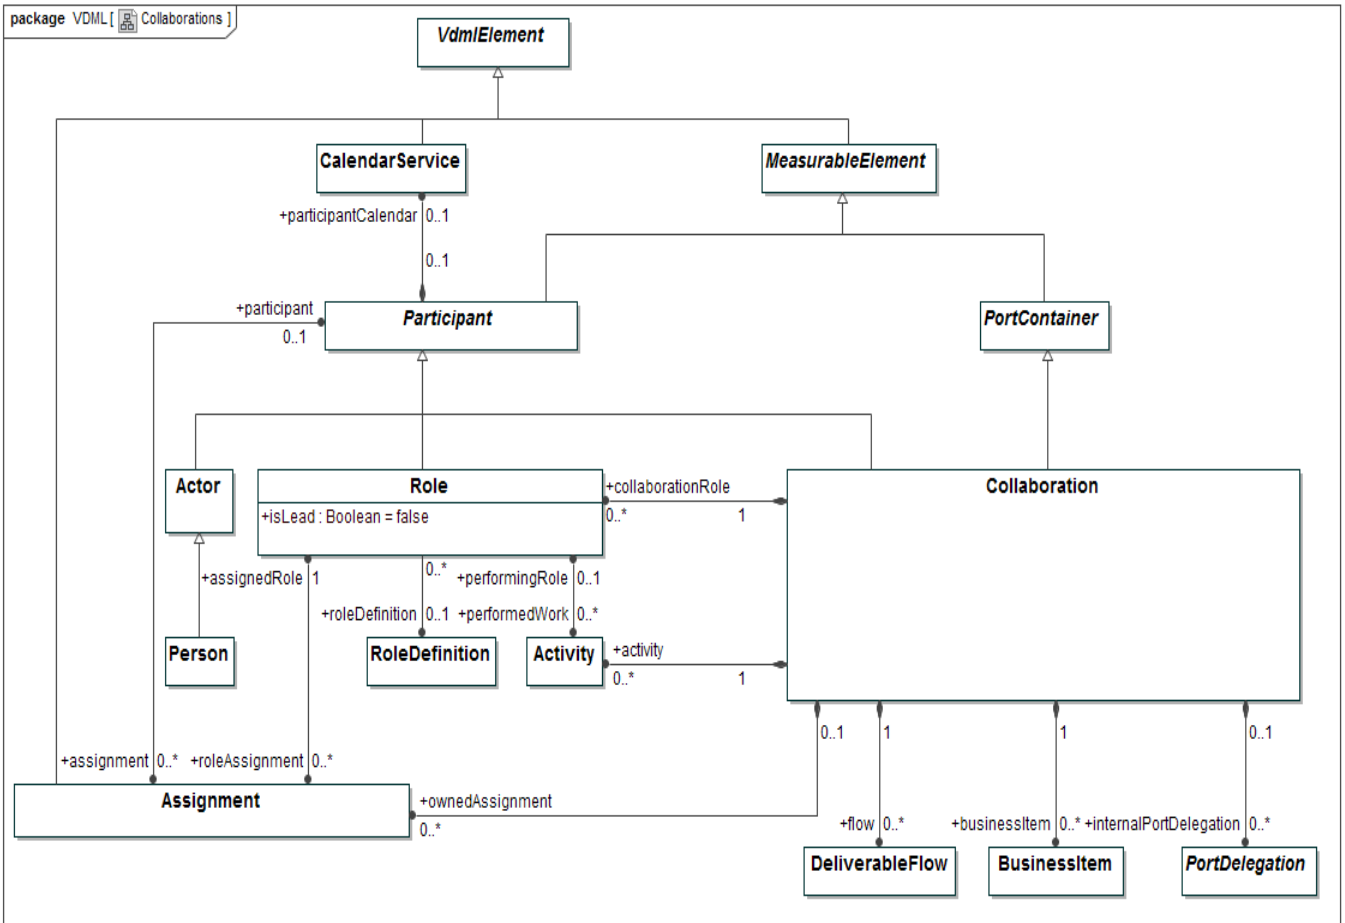 package VDML [ Collaborations ]
VdmlElement
CalendarService
MeasurableElement
+participantCalendar 0..1
0..1
+participant
0..1
Participant
PortContainer
Actor
Role
+isLead : Boolean = false
+collaborationRole
0..* 1
Collaboration
+assignedRole 1
0..*
+performingRole 0..1
+roleDefinition 0..1
+performedWork 0..*
Person
RoleDefinition
Activity
+activity
0..* 1
0..1
1
1
0..1
+assignment 0..*
+roleAssignment 0..*
Assignment
+ownedAssignment
0..*
+flow 0..*
+businessItem 0..*
+internalPortDelegation 0..*
DeliverableFlow
BusinessItem
PortDelegation